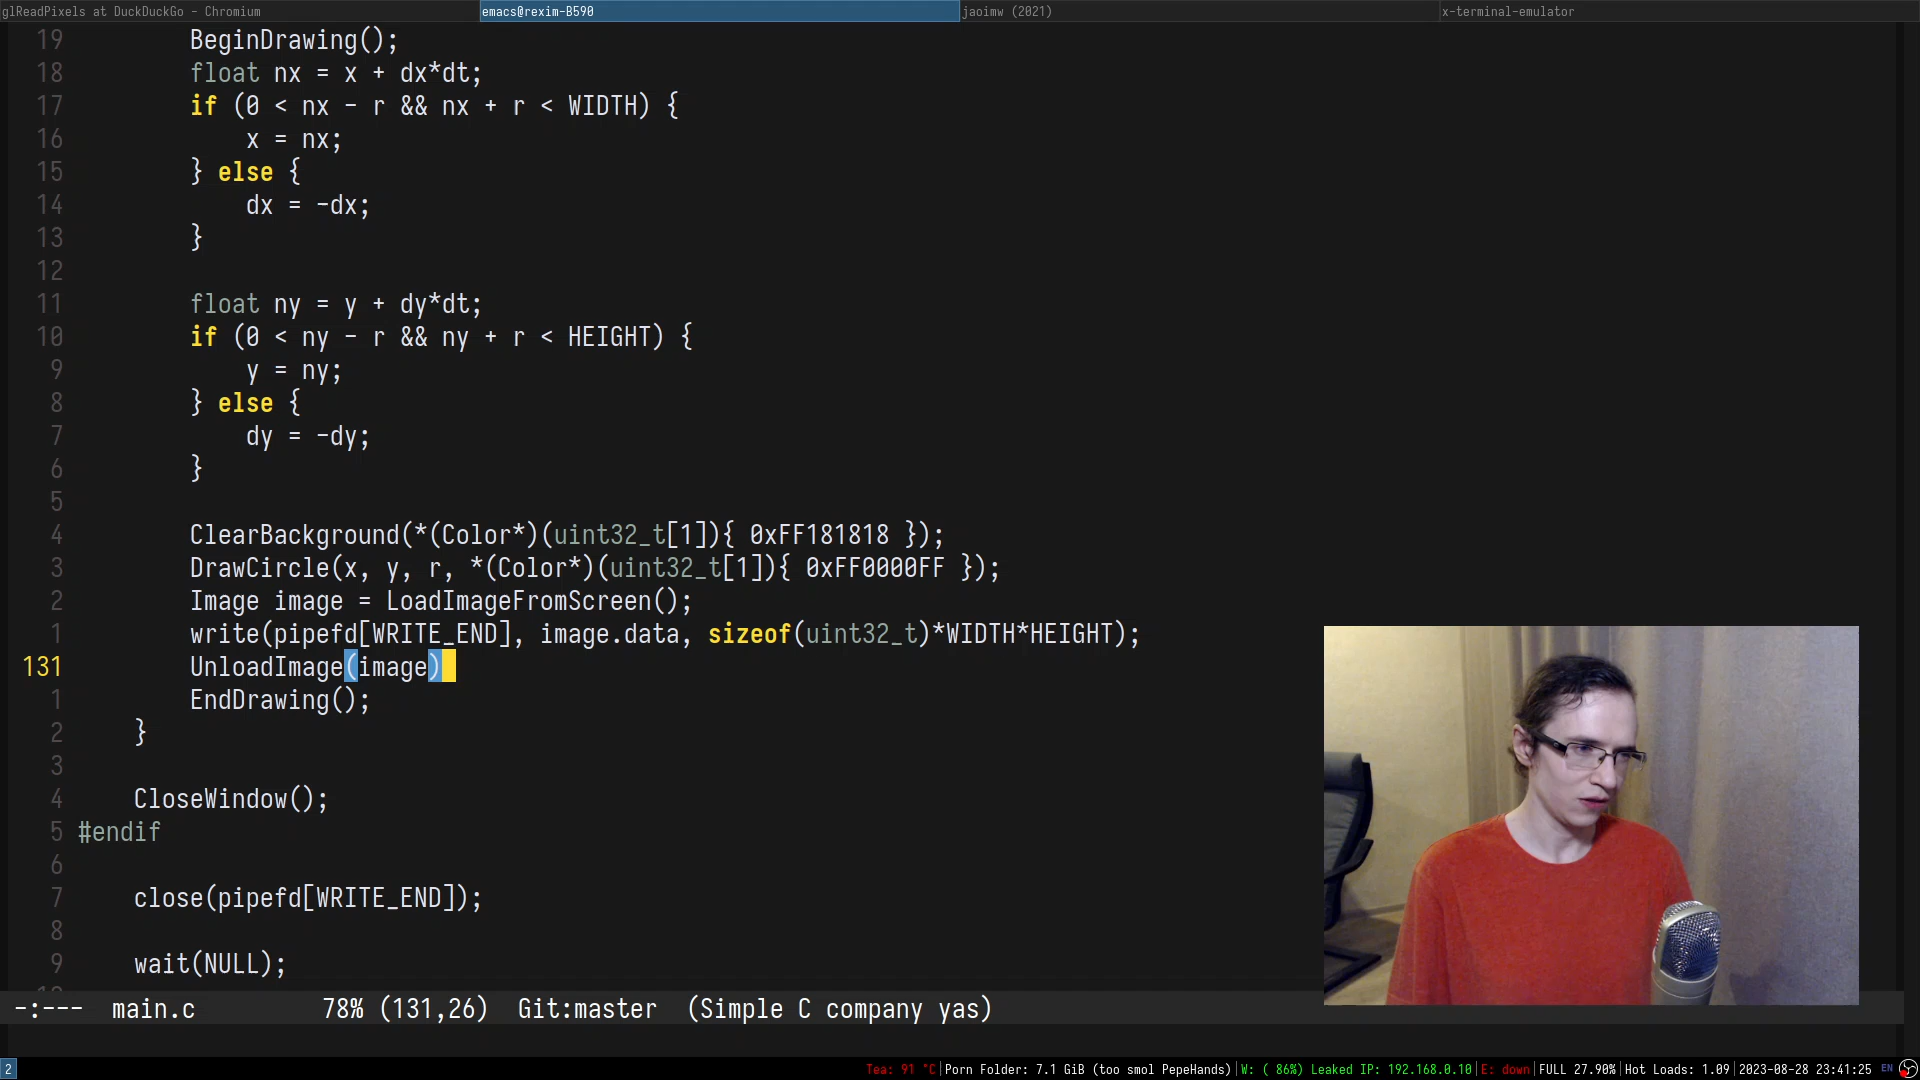 glReadPixels at DuckDuckGo - Chromium
emacs@rexim-B590
jaoimw (2021)
x-terminal-emulator
19 BeginDrawing();
18 float nx = x + dx*dt;
17 if (0 < nx - r && nx + r < WIDTH) {
16 x = nx;
15 } else {
14 dx = -dx;
13 }
12
11 float ny = y + dy*dt;
10 if (0 < ny - r && ny + r < HEIGHT) {
9 y = ny;
8 } else {
7 dy = -dy;
6 }
5
4 ClearBackground(*(Color*)(uint32_t[1]){ 0xFF181818 });
3 DrawCircle(x, y, r, *(Color*)(uint32_t[1]){ 0xFF0000FF });
2 Image image = LoadImageFromScreen();
1 write(pipefd[WRITE_END], image.data, sizeof(uint32_t)*WIDTH*HEIGHT);
131 UnloadImage(image)
1 EndDrawing();
2 }
3
4 CloseWindow();
5 #endif
6
7 close(pipefd[WRITE_END]);
8
9 wait(NULL);
-:--- main.c 78% (131,26) Git:master (Simple C company yas)
2 Tea: 91 °C|Porn Folder: 7.1 GiB (too smol PepeHands)|W: ( 86%) Leaked IP: 192.168.0.10|E: down|FULL 27.90%|Hot Loads: 1.09|2023-08-28 23:41:25 EN